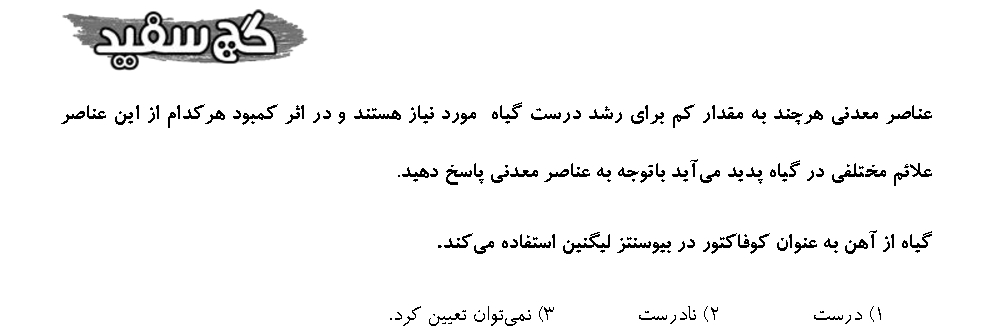 گچ سفید
عناصر معدنی هرچند به مقدار کم برای رشد درست گیاه مورد نیاز هستند و در اثر کمبود هرکدام از این عناصر
علائم مختلفی در گیاه پدید می‌آید باتوجه به عناصر معدنی پاسخ دهید.
گیاه از آهن به عنوان کوفاکتور در بیوسنتز لیگنین استفاده می‌کند.
۱) درست ۲) نادرست ۳) نمی‌توان تعیین کرد.